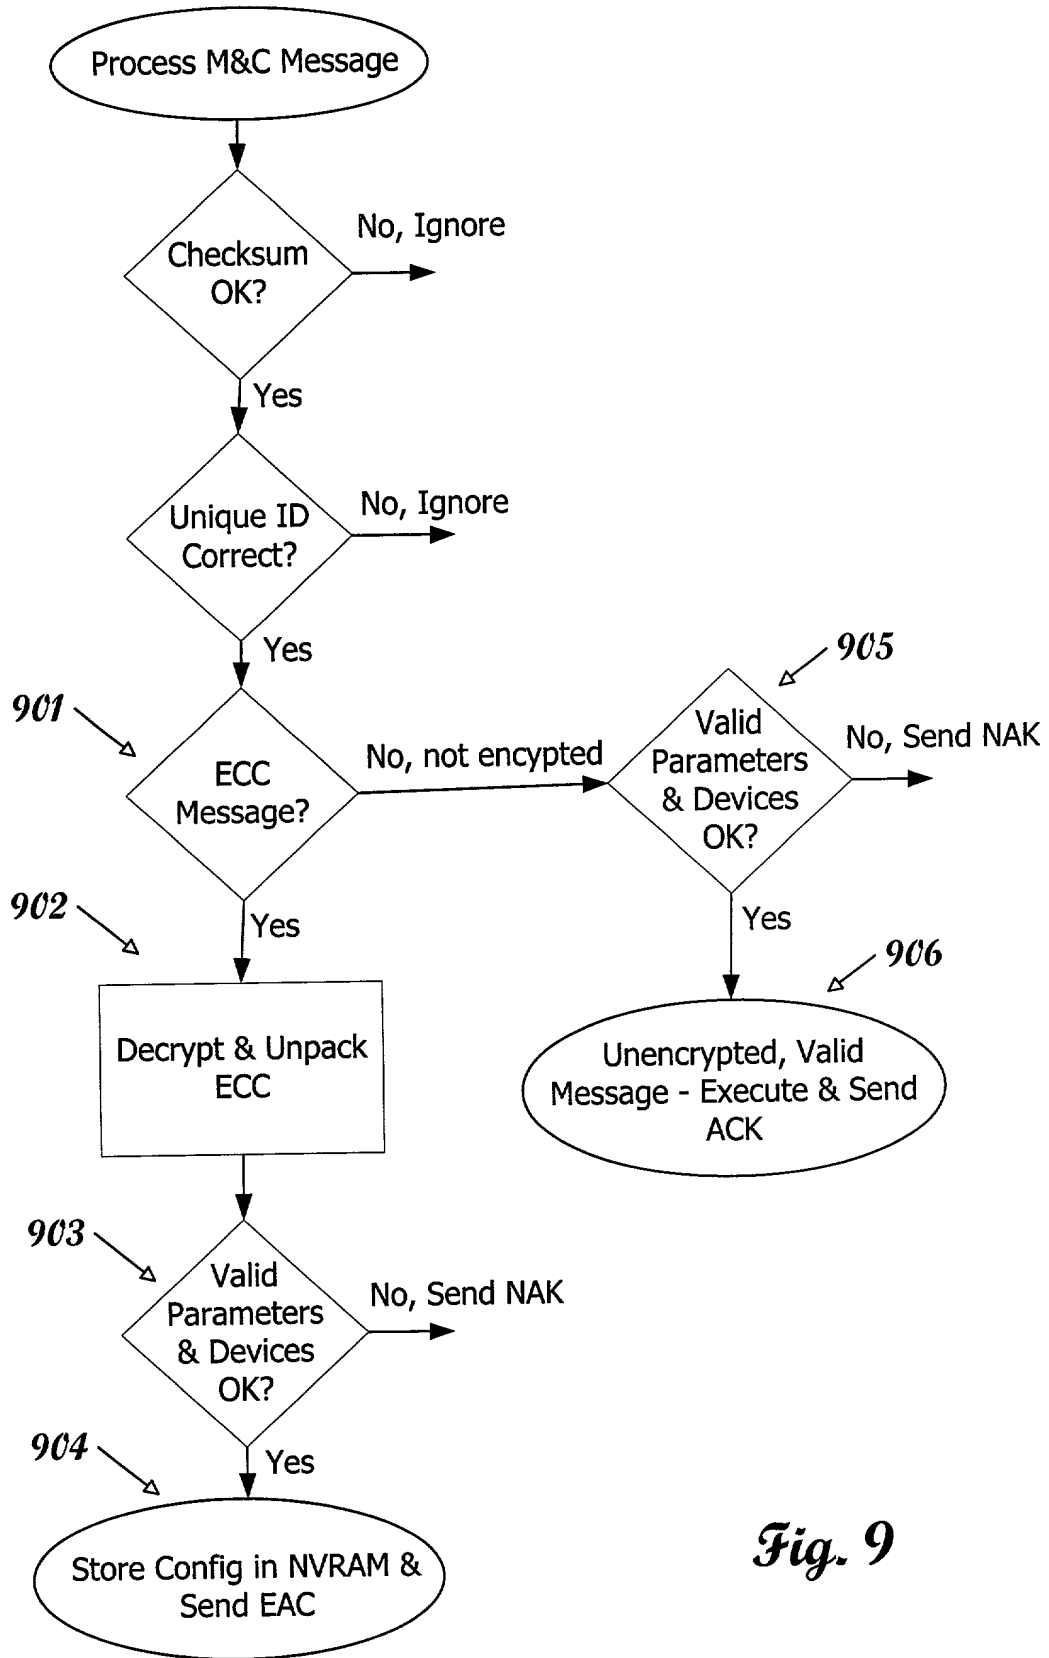 Process M&C Message
Checksum
OK?
No, Ignore
Yes
Unique ID
Correct?
No, Ignore
Yes
901
ECC
Message?
No, not encypted
905
Valid
Parameters
& Devices
OK?
No, Send NAK
Yes
906
Unencrypted, Valid
Message - Execute & Send
ACK
Yes
902
Decrypt & Unpack
ECC
903
Valid
Parameters
& Devices
OK?
No, Send NAK
Yes
904
Store Config in NVRAM &
Send EAC
Fig. 9